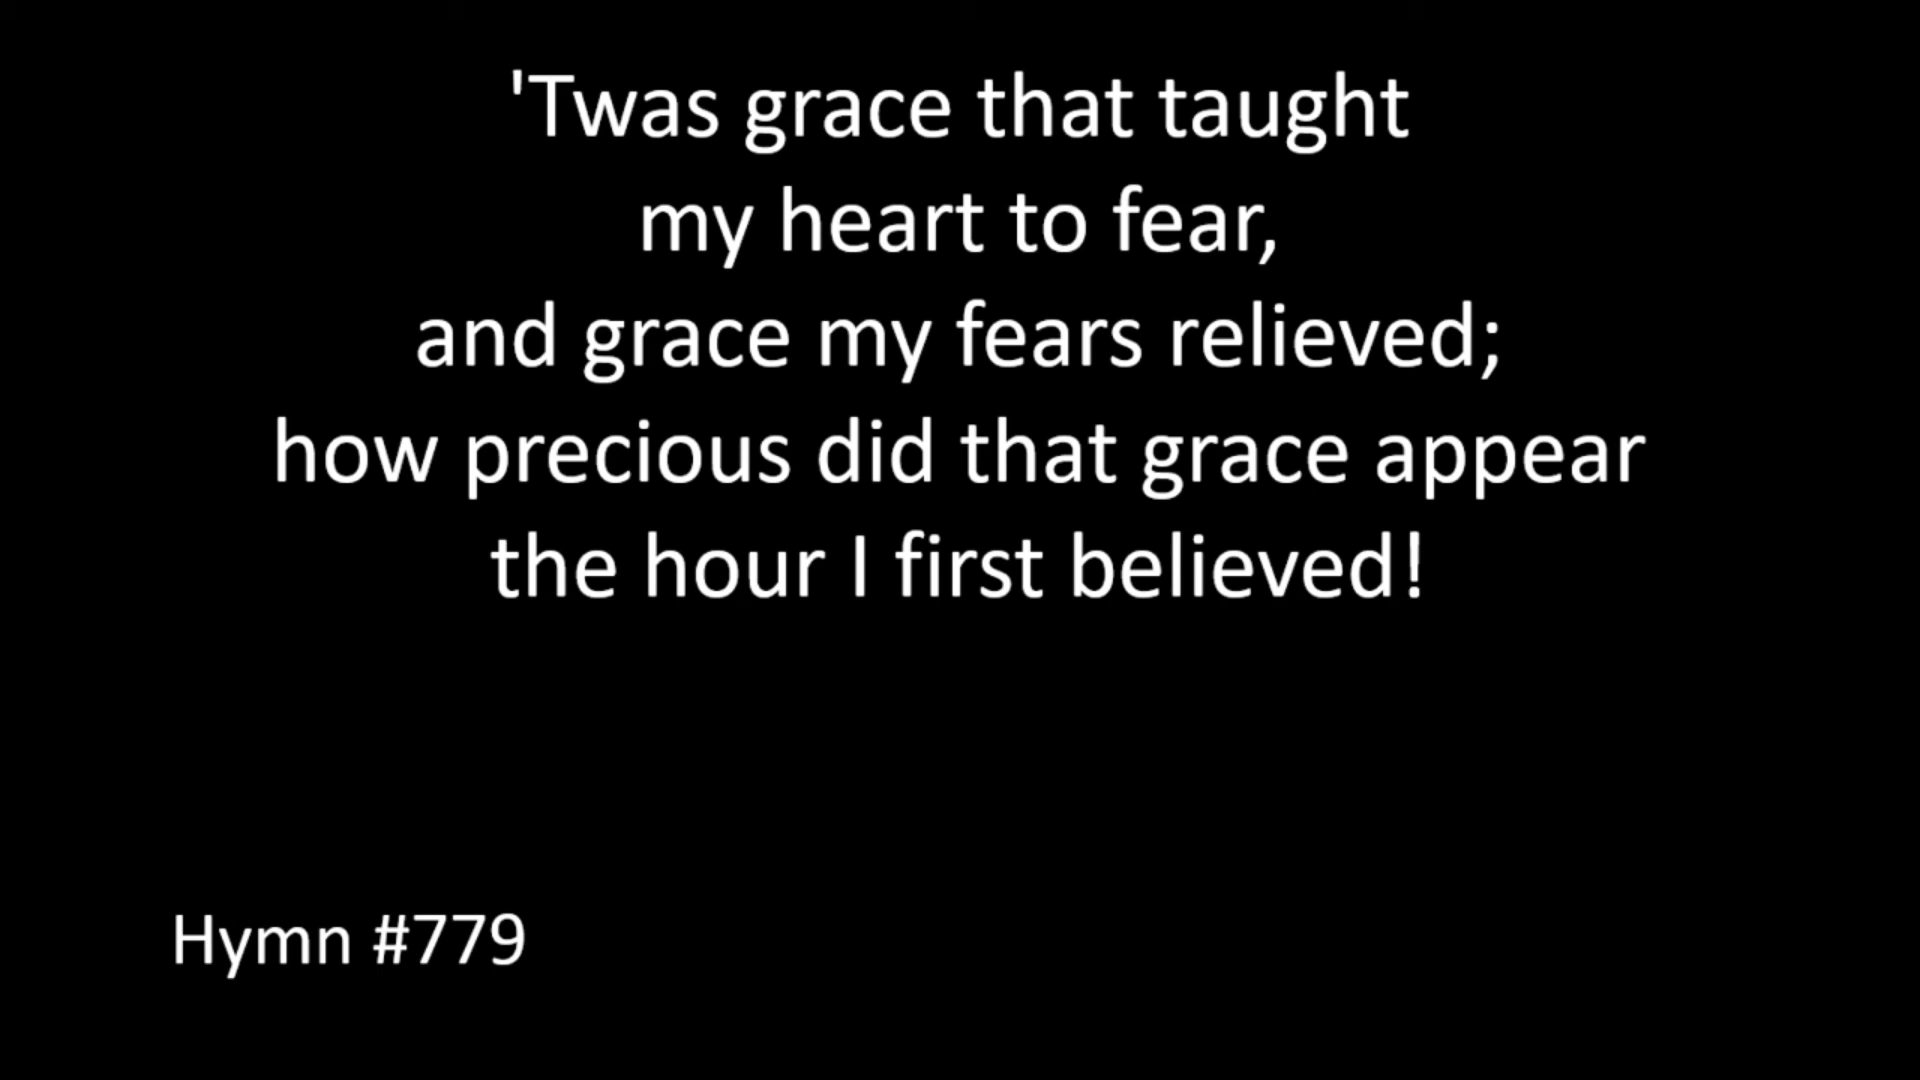 'Twas grace that taught
my heart to fear,
and grace my fears relieved;
how precious did that grace appear
the hour I first believed!
Hymn #779